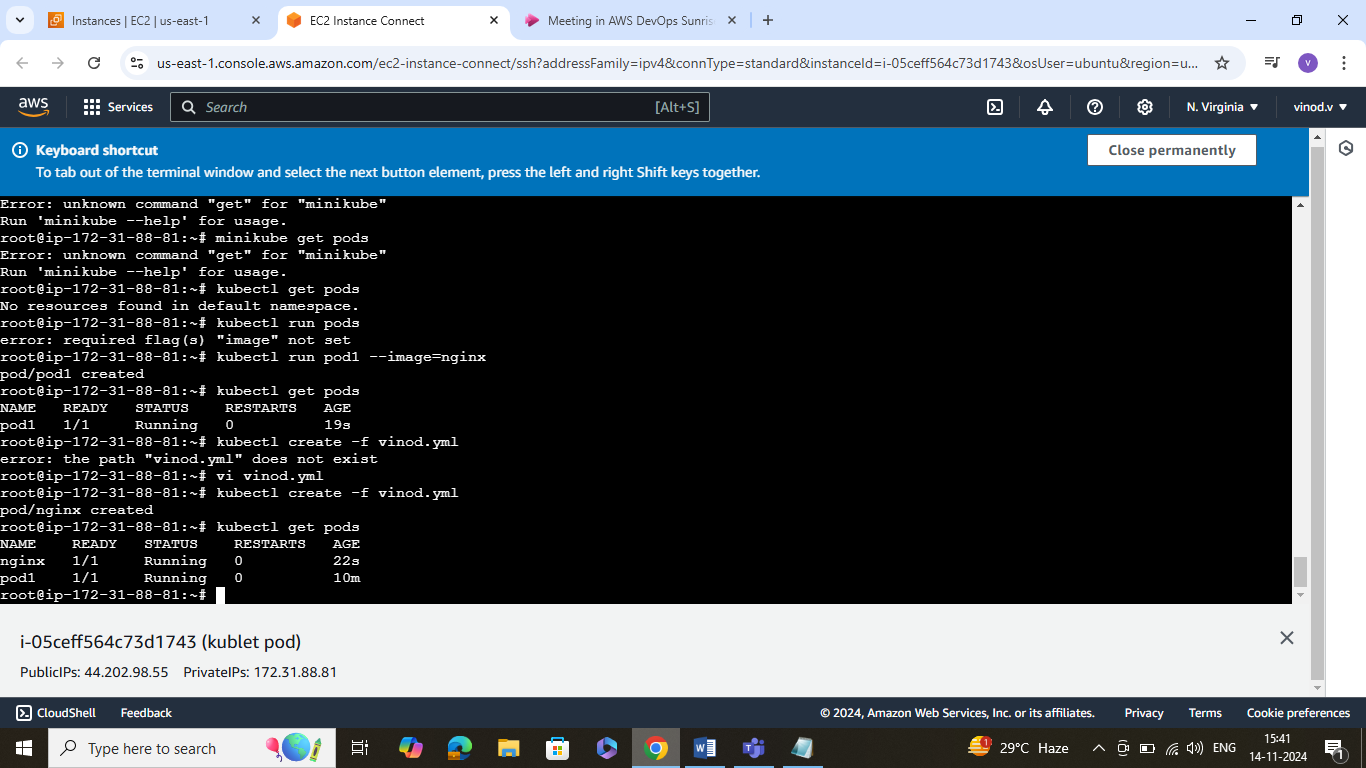 Instances | EC2 | us-east-1
EC2 Instance Connect
Meeting in AWS DevOps Sunris
us-east-1.console.aws.amazon.com/ec2-instance-connect/ssh?addressFamily=ipv4&connType=standard&instanceId=i-05ceff564c73d1743&osUser=ubuntu&region=u...
V
aws
Services
Search
[Alt+S]
N. Virginia
vinod.v
Keyboard shortcut
To tab out of the terminal window and select the next button element, press the left and right Shift keys together.
Close permanently
Error: unknown command "get" for "minikube"
Run 'minikube --help' for usage.
root@ip-172-31-88-81:~# minikube get pods
Error: unknown command "get" for "minikube"
Run 'minikube --help' for usage.
root@ip-172-31-88-81:~# kubectl get pods
No resources found in default namespace.
root@ip-172-31-88-81:~# kubectl run pods
error: required flag(s) "image" not set
root@ip-172-31-88-81:~# kubectl run pod1 --image=nginx
pod/pod1 created
root@ip-172-31-88-81:~# kubectl get pods
NAME   READY   STATUS    RESTARTS   AGE
pod1   1/1     Running   0          19s
root@ip-172-31-88-81:~# kubectl create -f vinod.yml
error: the path "vinod.yml" does not exist
root@ip-172-31-88-81:~# vi vinod.yml
root@ip-172-31-88-81:~# kubectl create -f vinod.yml
pod/nginx created
root@ip-172-31-88-81:~# kubectl get pods
NAME    READY   STATUS    RESTARTS   AGE
nginx   1/1     Running   0          22s
pod1    1/1     Running   0          10m
root@ip-172-31-88-81:~#
i-05ceff564c73d1743 (kublet pod)
PublicIPs: 44.202.98.55 PrivateIPs: 172.31.88.81
CloudShell
Feedback
© 2024, Amazon Web Services, Inc. or its affiliates.
Privacy
Terms
Cookie preferences
Type here to search
1
29°C Haze
ENG
15:41
14-11-2024
1